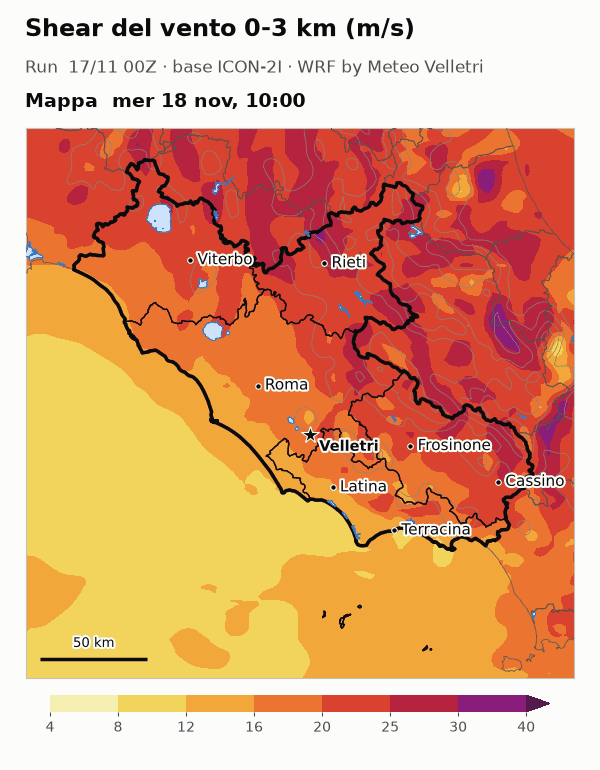 Shear del vento 0-3 km (m/s)
Run  17/11 00Z · base ICON-2I · WRF by Meteo Velletri
Mappa  mer 18 nov, 10:00
Viterbo
Rieti
Roma
Velletri
Frosinone
Cassino
Latina
Terracina
50 km
4 8 12 16 20 25 30 40